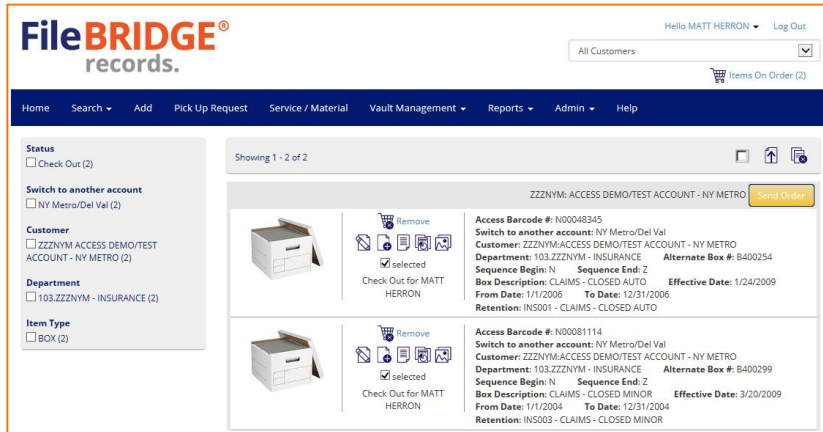 FileBRIDGE®
records.
Hello MATT HERRON Log Out
All Customers
Items On Order (2)
Home Search Add Pick Up Request Service / Material Vault Management Reports Admin Help
Status
Check Out (2)
Switch to another account
NY Metro/Del Val (2)
Customer
ZZZNYM ACCESS DEMO/TEST
ACCOUNT - NY METRO (2)
Department
103.ZZZNYM - INSURANCE (2)
Item Type
BOX (2)
Showing 1 - 2 of 2
ZZZNYM: ACCESS DEMO/TEST ACCOUNT - NY METRO Send Order
Remove
selected
Check Out for MATT
HERRON
Access Barcode #: N00048345
Switch to another account: NY Metro/Del Val
Customer: ZZZNYM:ACCESS DEMO/TEST ACCOUNT - NY METRO
Department: 103.ZZZNYM - INSURANCE Alternate Box #: B400254
Sequence Begin: N Sequence End: Z
Box Description: CLAIMS - CLOSED AUTO Effective Date: 1/24/2009
From Date: 1/1/2006 To Date: 12/31/2006
Retention: INS001 - CLAIMS - CLOSED AUTO
Remove
selected
Check Out for MATT
HERRON
Access Barcode #: N00081114
Switch to another account: NY Metro/Del Val
Customer: ZZZNYM:ACCESS DEMO/TEST ACCOUNT - NY METRO
Department: 103.ZZZNYM - INSURANCE Alternate Box #: B400299
Sequence Begin: N Sequence End: Z
Box Description: CLAIMS - CLOSED MINOR Effective Date: 3/20/2009
From Date: 1/1/2004 To Date: 12/31/2004
Retention: INS003 - CLAIMS - CLOSED MINOR